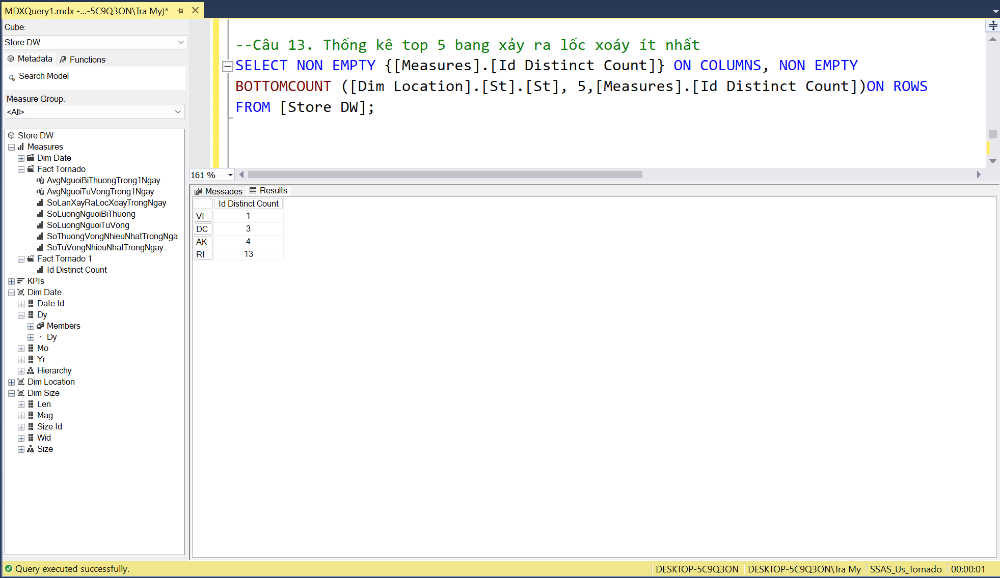 MDXQuery1.mdx -...-5C9Q3ON\Tra My)*
Cube:
Store DW
Metadata
Functions
Search Model
Measure Group:
<All>
Store DW
Measures
Dim Date
Fact Tornado
AvgNguoiBiThuongTrong1Ngay
AvgNguoiTuVongTrong1Ngay
SoLanXayRaLocXoayTrongNgay
SoLuongNguoiBiThuong
SoLuongNguoiTuVong
SoThuongVongNhieuNhatTrongNga
SoTuVongNhieuNhatTrongNgay
Fact Tornado 1
Id Distinct Count
KPIs
Dim Date
Date Id
Dy
Members
Dy
Mo
Yr
Hierarchy
Dim Location
Dim Size
Len
Mag
Size Id
Wid
Size
--Câu 13. Thống kê top 5 bang xảy ra lốc xoáy ít nhất
SELECT NON EMPTY {[Measures].[Id Distinct Count]} ON COLUMNS, NON EMPTY
BOTTOMCOUNT ([Dim Location].[St].[St], 5,[Measures].[Id Distinct Count])ON ROWS
FROM [Store DW];
161 %
Messages
Results
Id Distinct Count
VI 1
DC 3
AK 4
RI 13
Query executed successfully.
DESKTOP-5C9Q3ON
DESKTOP-5C9Q3ON\Tra My
SSAS_Us_Tornado
00:00:01